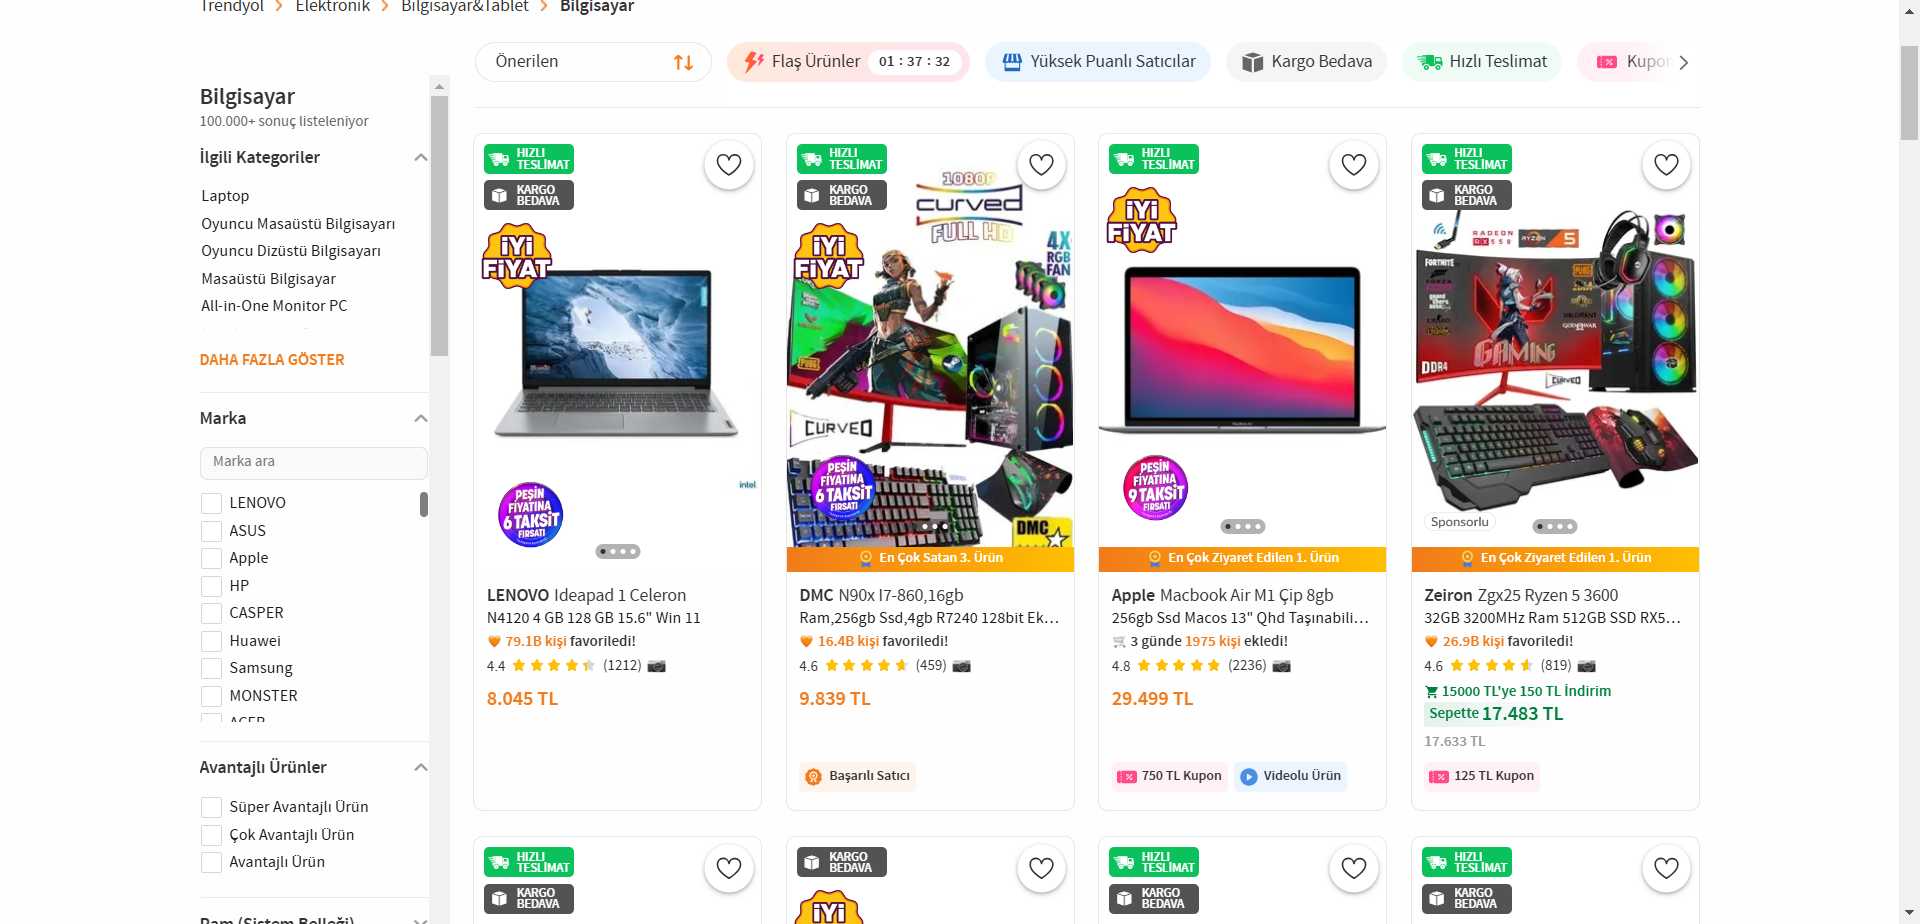 Trendyol > Elektronik > Bilgisayar&Tablet > Bilgisayar
Önerilen
Flaş Ürünler 01 : 37 : 32
Yüksek Puanlı Satıcılar
Kargo Bedava
Hızlı Teslimat
Kupon
Bilgisayar
100.000+ sonuç listeleniyor
İlgili Kategoriler
Laptop
Oyuncu Masaüstü Bilgisayarı
Oyuncu Dizüstü Bilgisayarı
Masaüstü Bilgisayar
All-in-One Monitor PC
DAHA FAZLA GÖSTER
Marka
Marka ara
LENOVO
ASUS
Apple
HP
CASPER
Huawei
Samsung
MONSTER
ACER
Avantajlı Ürünler
Süper Avantajlı Ürün
Çok Avantajlı Ürün
Avantajlı Ürün
Ram (Sistem Belleği)
HIZLI
TESLİMAT
KARGO
BEDAVA
İYİ
FİYAT
intel
PEŞİN
FİYATINA
6 TAKSİT
FIRSATI
LENOVO Ideapad 1 Celeron
N4120 4 GB 128 GB 15.6" Win 11
79.1B kişi favoriledi!
4.4 (1212)
8.045 TL
HIZLI
TESLİMAT
KARGO
BEDAVA
1080P
curved
FULL HD
İYİ
FİYAT
4X
RGB
FAN
PUBG
CURVED
PEŞİN
FİYATINA
6 TAKSİT
FIRSATI
DMC
En Çok Satan 3. Ürün
DMC N90x I7-860,16gb
Ram,256gb Ssd,4gb R7240 128bit Ek...
16.4B kişi favoriledi!
4.6 (459)
9.839 TL
Başarılı Satıcı
HIZLI
TESLİMAT
İYİ
FİYAT
PEŞİN
FİYATINA
9 TAKSİT
FIRSATI
En Çok Ziyaret Edilen 1. Ürün
Apple Macbook Air M1 Çip 8gb
256gb Ssd Macos 13" Qhd Taşınabili...
3 günde 1975 kişi ekledi!
4.8 (2236)
29.499 TL
750 TL Kupon
Videolu Ürün
HIZLI
TESLİMAT
KARGO
BEDAVA
RADEON
RX 550
RYZEN 5
FORTNITE
PUBG
FORZA
VALORANT
GOD WAR
GAMING
DDR4
CURVED
Sponsorlu
En Çok Ziyaret Edilen 1. Ürün
Zeiron Zgx25 Ryzen 5 3600
32GB 3200MHz Ram 512GB SSD RX5...
26.9B kişi favoriledi!
4.6 (819)
15000 TL'ye 150 TL İndirim
Sepette 17.483 TL
17.633 TL
125 TL Kupon
HIZLI
TESLİMAT
KARGO
BEDAVA
KARGO
BEDAVA
İYİ
HIZLI
TESLİMAT
KARGO
BEDAVA
HIZLI
TESLİMAT
KARGO
BEDAVA